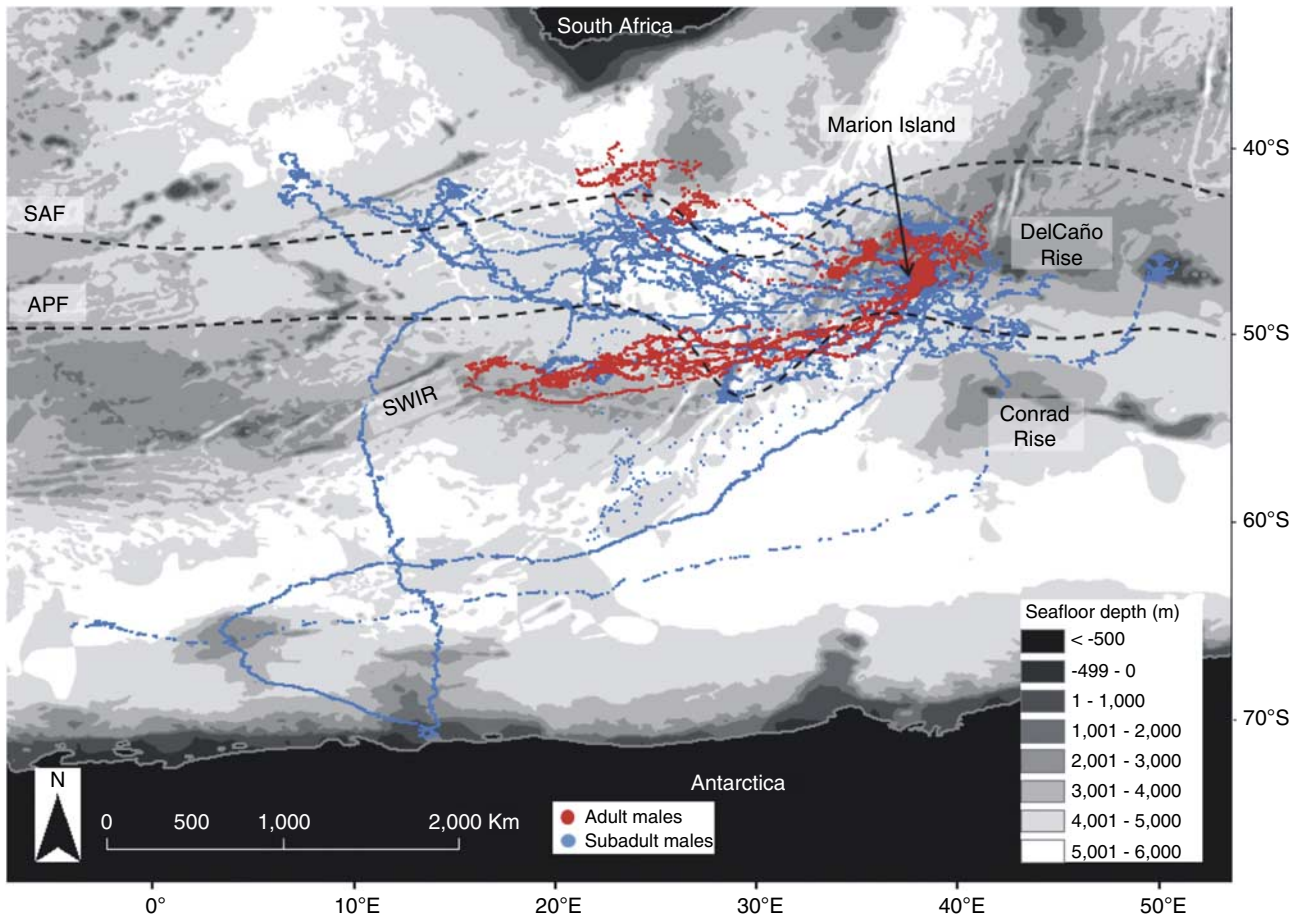 South Africa
Marion Island
40°S
SAF
DelCaño
Rise
APF
50°S
SWIR
Conrad
Rise
60°S
Seafloor depth (m)
< -500
-499 - 0
1 - 1,000
1,001 - 2,000
2,001 - 3,000
3,001 - 4,000
4,001 - 5,000
5,001 - 6,000
70°S
N
Antarctica
0 500 1,000 2,000 Km
Adult males
Subadult males
0° 10°E 20°E 30°E 40°E 50°E